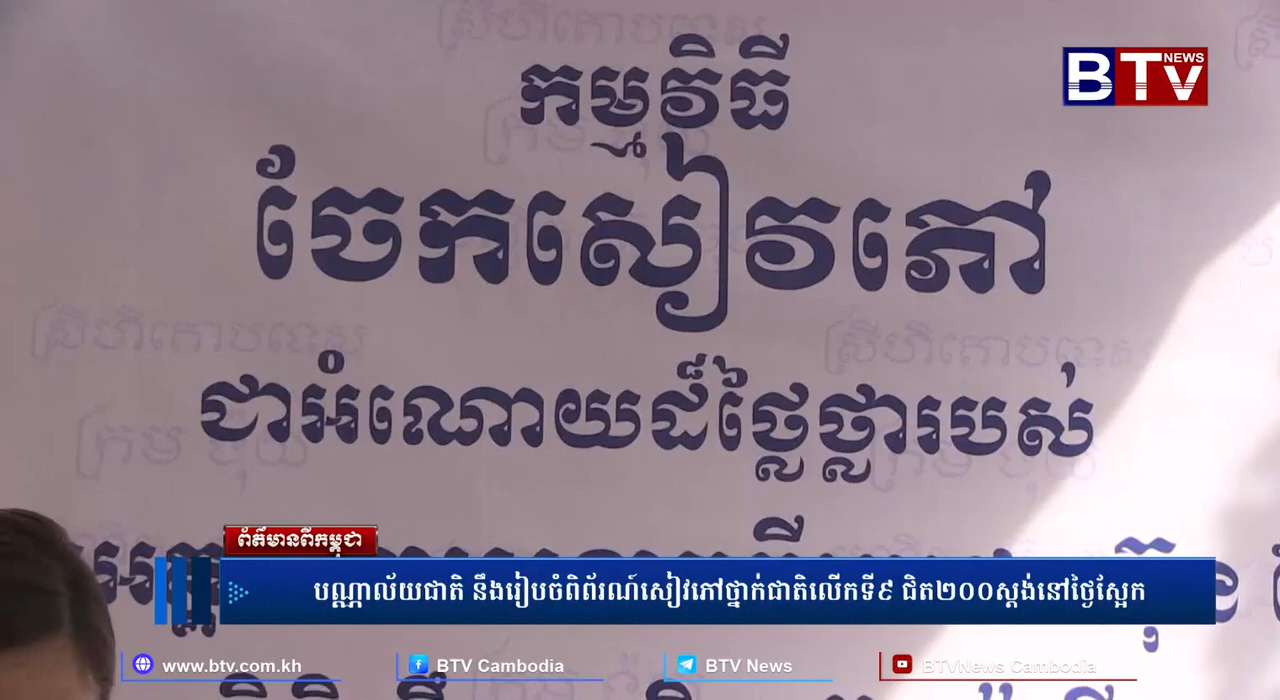 BTV NEWS
កម្មវិធី
ចែកសៀវភៅ
ជាអំណោយដ៏ថ្លៃថ្លារបស់
ព័ត៌មានពីកម្ពុជា
បណ្ណាល័យជាតិ នឹងរៀបចំពិព័រណ៍សៀវភៅថ្នាក់ជាតិលើកទី៩ ជិត២០០ស្តង់នៅថ្ងៃស្អែក
www.btv.com.kh
BTV Cambodia
BTV News
BTVNews Cambodia